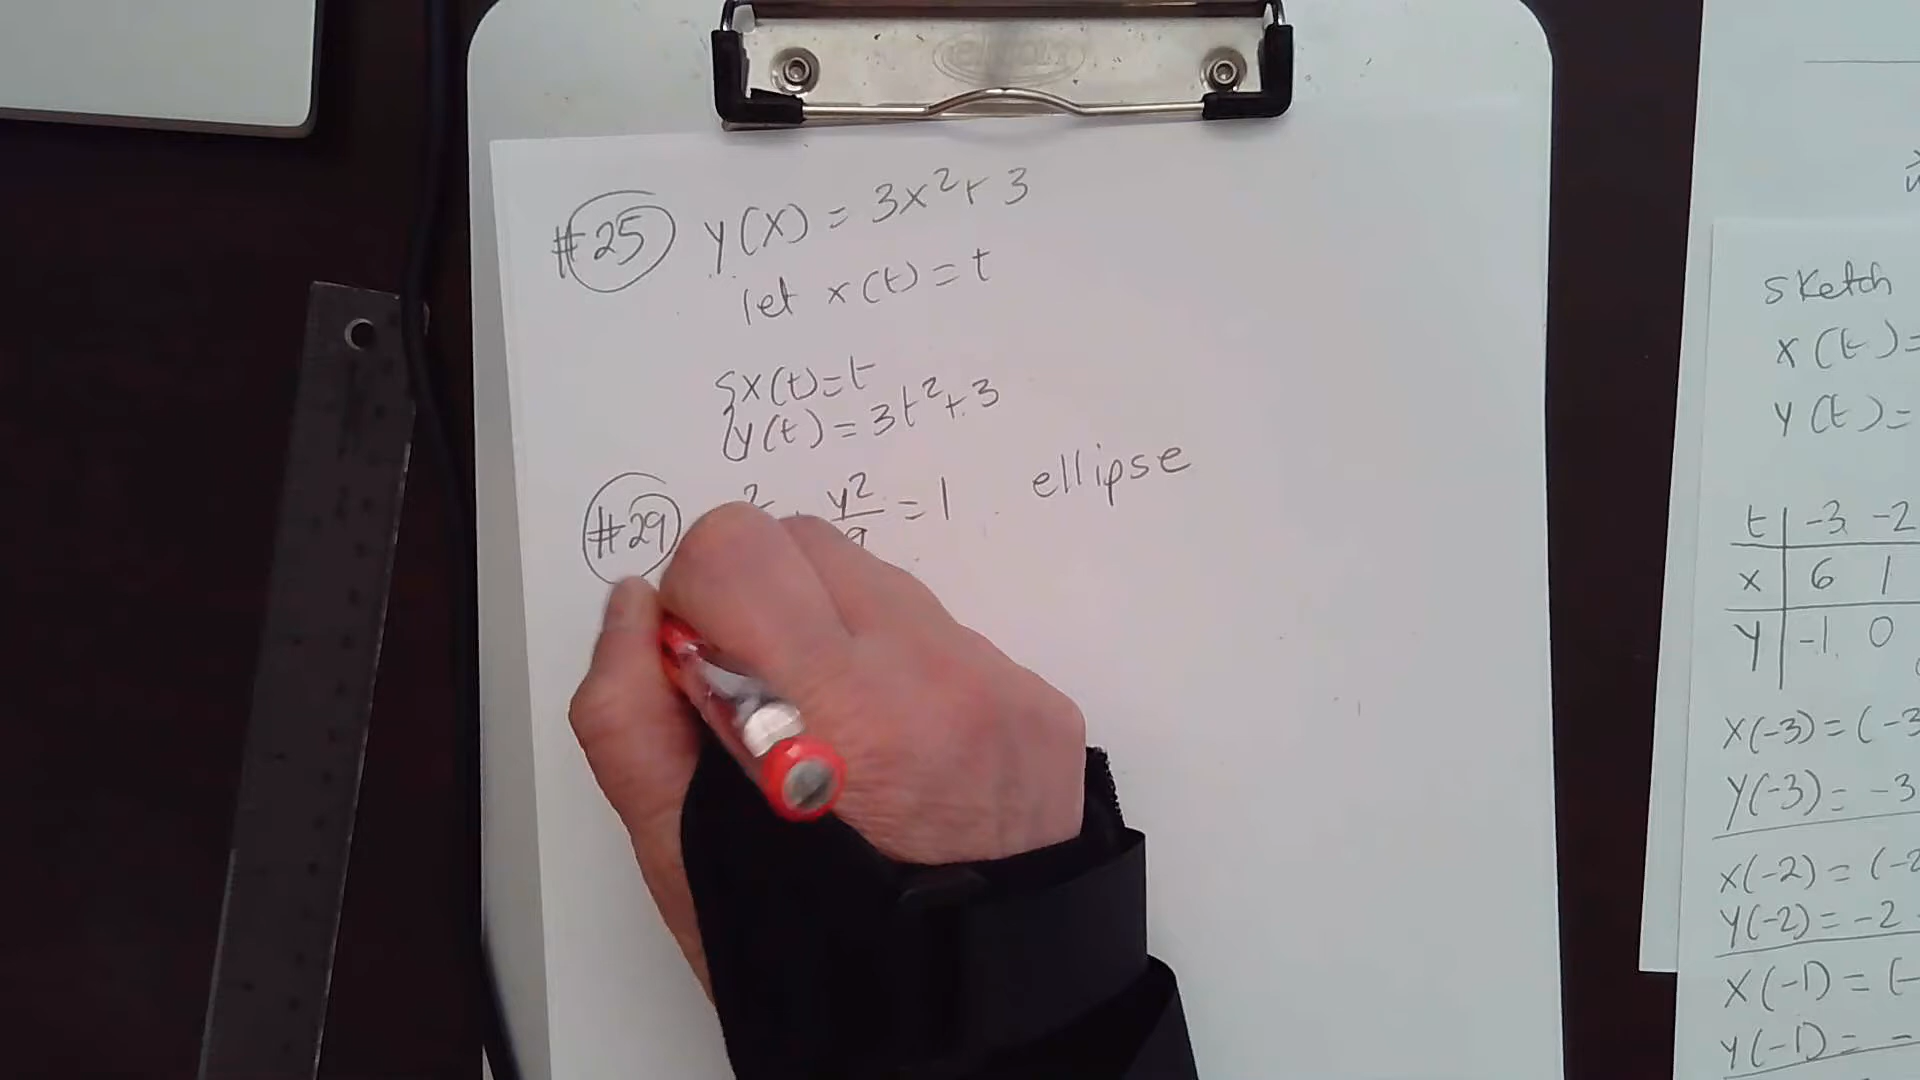 #25 y(x) = 3x²+3
let x(t) = t
{x(t)=t
y(t) = 3t²+3
#29 ² y²/9 = 1 ellipse
sketch
x(t)=
y(t)=
t | -3 -2
x | 6 1
y | -1 0
x(-3)=(-3
y(-3)= -3
x(-2)=(-2
y(-2)= -2
x(-1)=(-
y(-1)= -